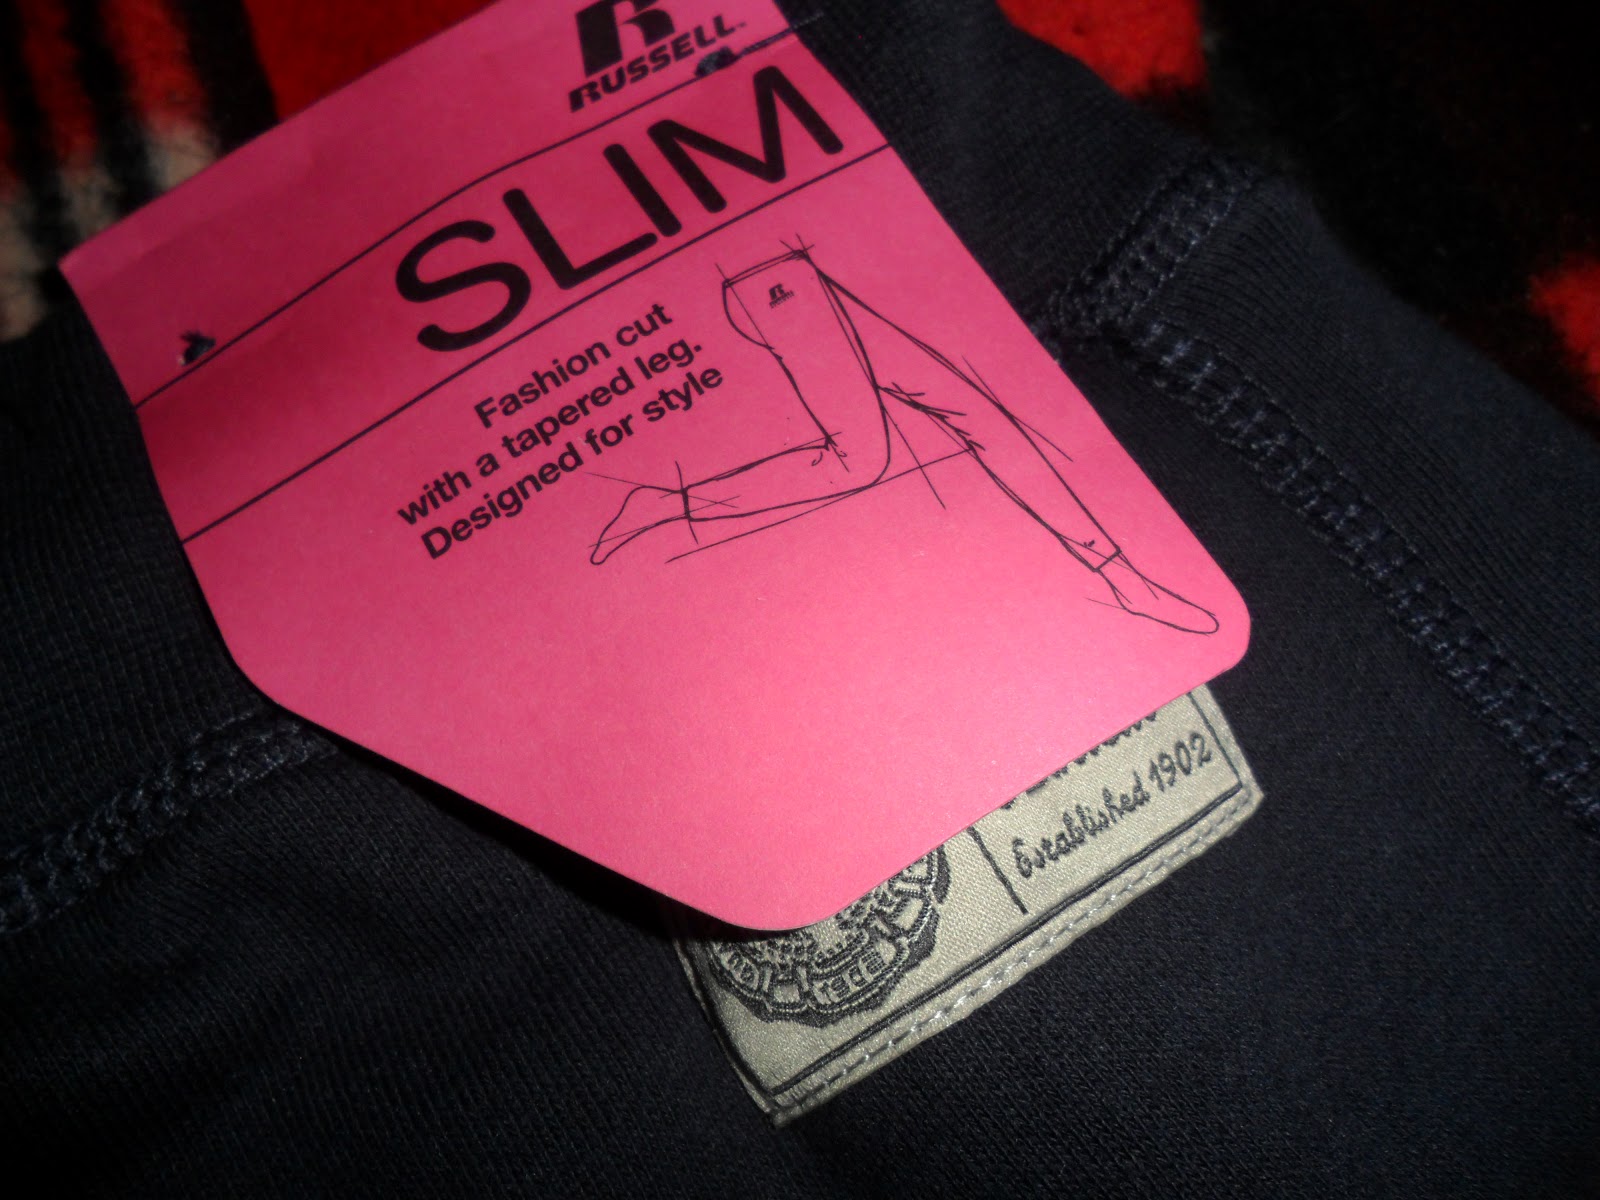 R
RUSSELL
SLIM
Fashion cut
with a tapered leg.
Designed for style
R
Established 1902